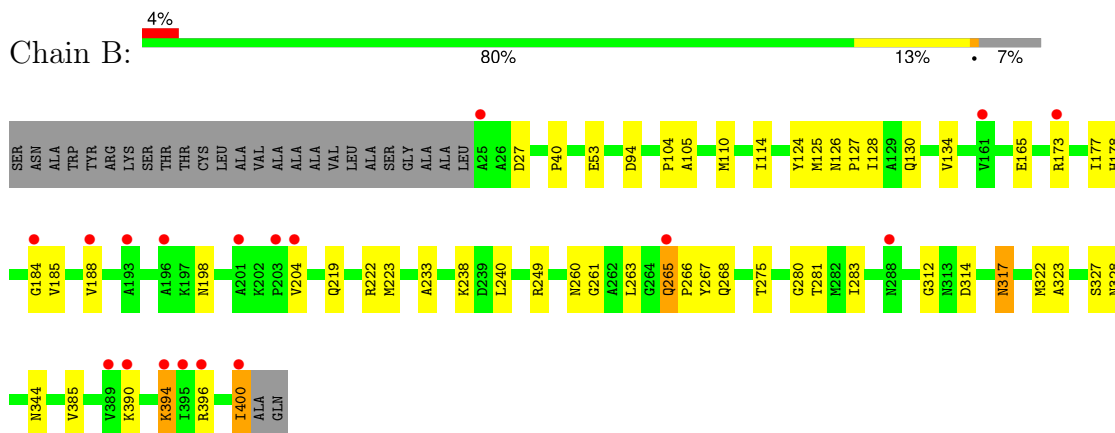 4%
Chain B:
80% 13% • 7%
SER ASN ALA TRP TYR ARG LYS SER THR THR CYS LEU ALA VAL ALA ALA ALA VAL LEU ALA SER GLY ALA ALA LEU A25 A26 D27 P40 E53 D94 P104 A105 M110 I114 Y124 M125 N126 P127 I128 A129 Q130 V134 V161 E165 R173 I177 H178
G184 V185 V188 A193 A196 K197 N198 A201 K202 P203 V204 Q219 R222 M223 A233 K238 D239 L240 R249 N260 G261 A262 L263 G264 Q265 P266 Y267 Q268 T275 G280 T281 M282 I283 N288 G312 N313 D314 N317 M322 A323 S327 N328
N344 V385 V389 K390 K394 I395 R396 I400 ALA GLN